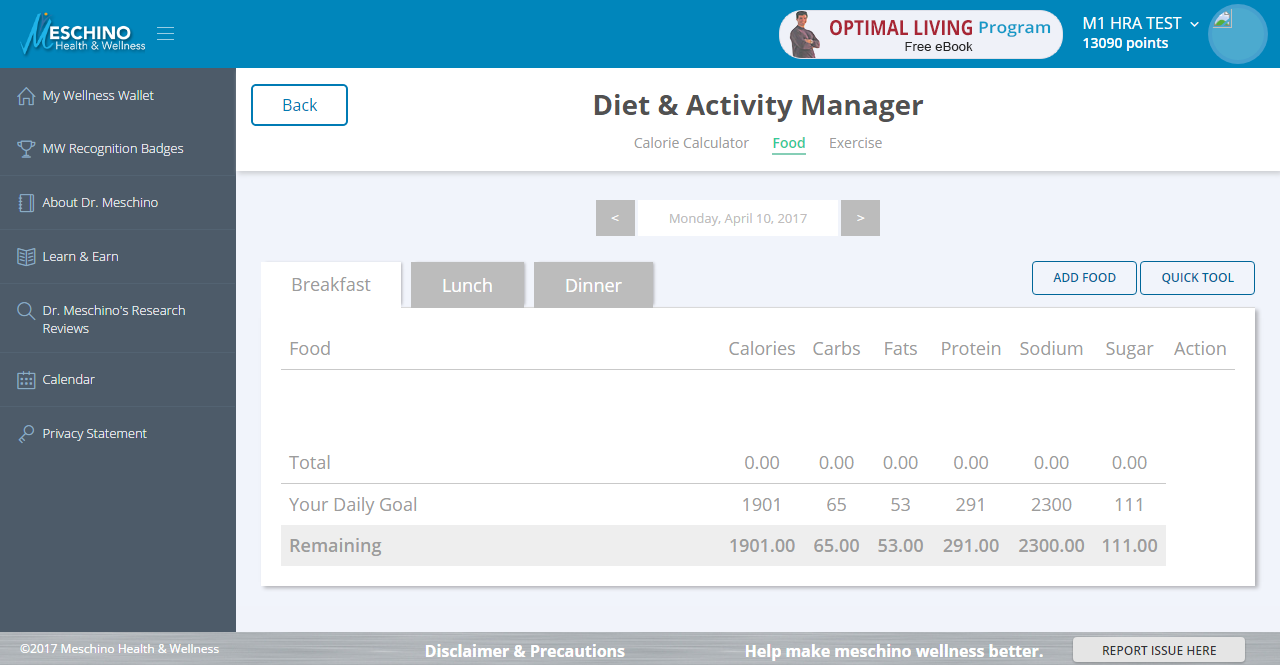 MESCHINO
Health & Wellness
OPTIMAL LIVING Program
Free eBook
M1 HRA TEST
13090 points
My Wellness Wallet
MW Recognition Badges
About Dr. Meschino
Learn & Earn
Dr. Meschino's Research
Reviews
Calendar
Privacy Statement
Back
Diet & Activity Manager
Calorie Calculator Food Exercise
< Monday, April 10, 2017 >
Breakfast Lunch Dinner ADD FOOD QUICK TOOL
Food Calories Carbs Fats Protein Sodium Sugar Action
Total 0.00 0.00 0.00 0.00 0.00 0.00
Your Daily Goal 1901 65 53 291 2300 111
Remaining 1901.00 65.00 53.00 291.00 2300.00 111.00
©2017 Meschino Health & Wellness Disclaimer & Precautions Help make meschino wellness better. REPORT ISSUE HERE